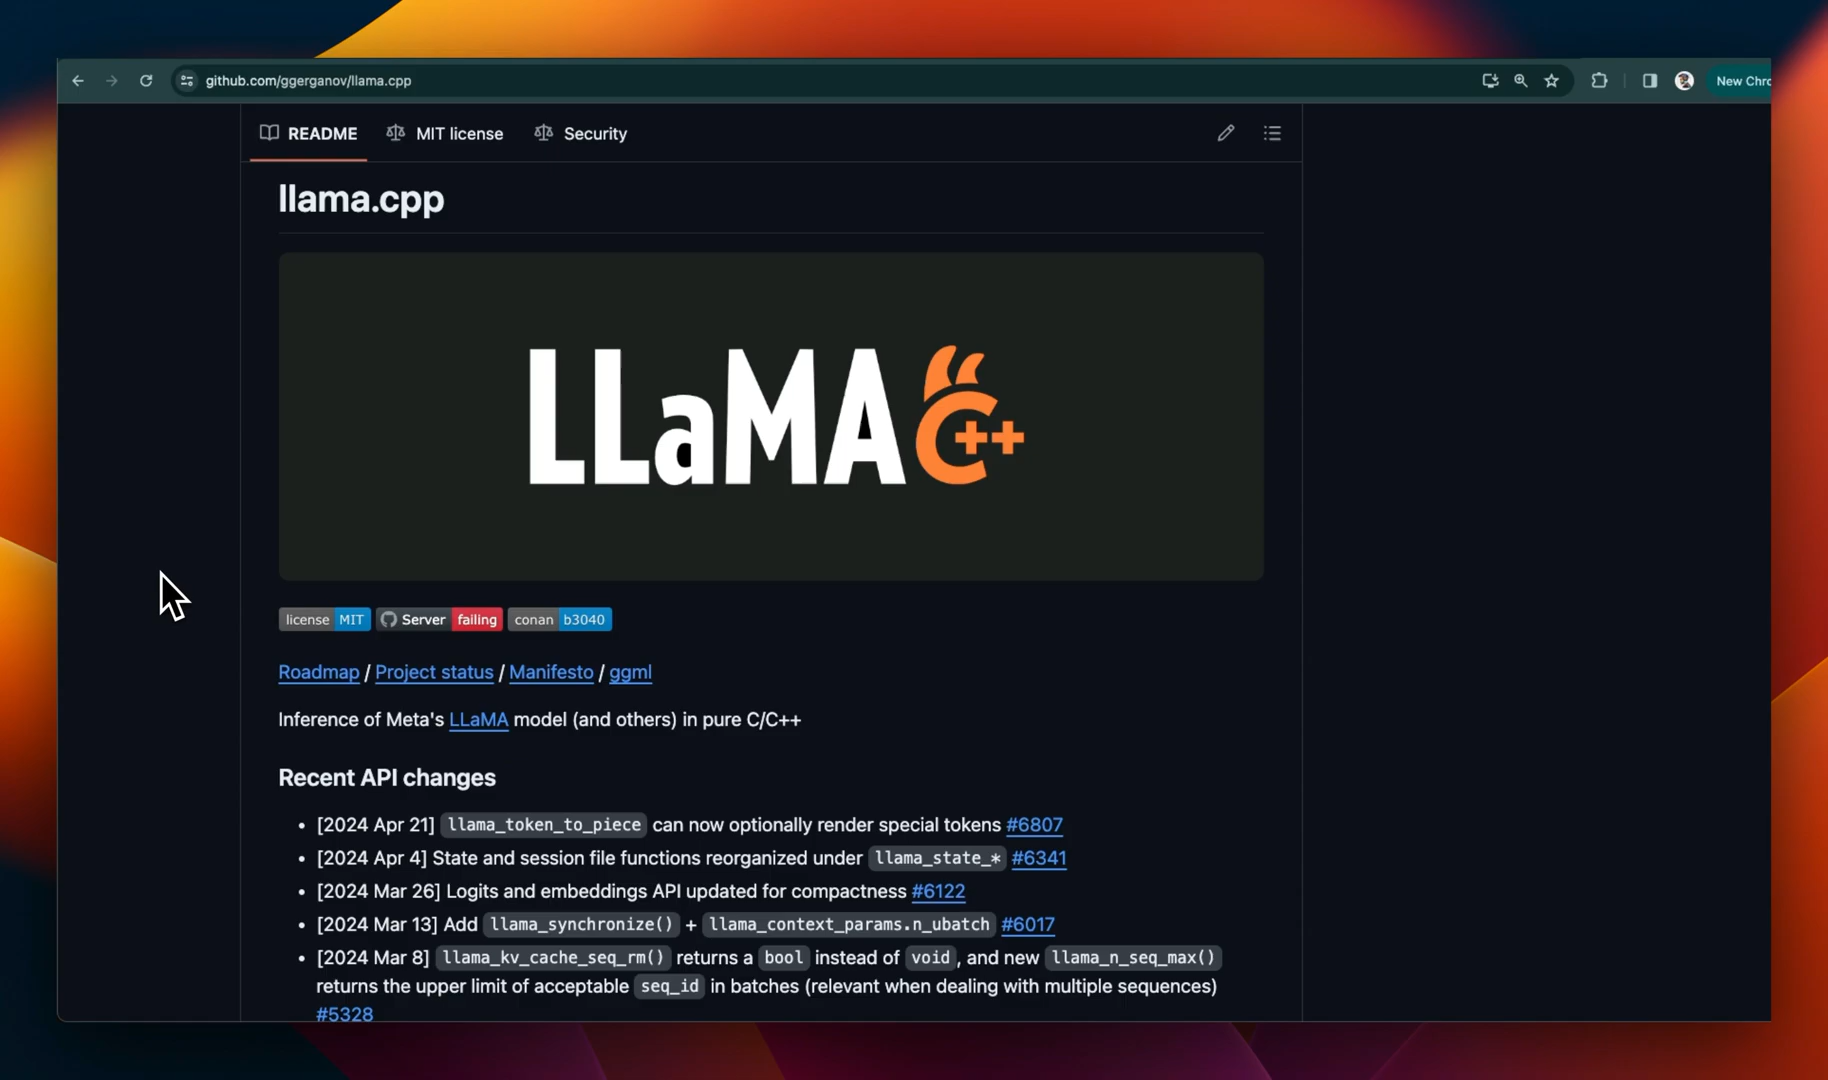 github.com/ggerganov/llama.cpp
New Chro
README
MIT license
Security
llama.cpp
LLaMA C++
license MIT
Server failing
conan b3040
Roadmap / Project status / Manifesto / ggml
Inference of Meta's LLaMA model (and others) in pure C/C++
Recent API changes
• [2024 Apr 21] llama_token_to_piece can now optionally render special tokens #6807
• [2024 Apr 4] State and session file functions reorganized under llama_state_* #6341
• [2024 Mar 26] Logits and embeddings API updated for compactness #6122
• [2024 Mar 13] Add llama_synchronize() + llama_context_params.n_ubatch #6017
• [2024 Mar 8] llama_kv_cache_seq_rm() returns a bool instead of void, and new llama_n_seq_max()
returns the upper limit of acceptable seq_id in batches (relevant when dealing with multiple sequences)
#5328